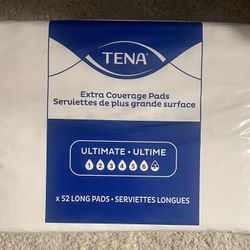 TENA
Extra Coverage Pads
Serviettes de plus grande surface
ULTIMATE • ULTIME
1 2 3 4 5 6
x 52 LONG PADS • SERVIETTES LONGUES